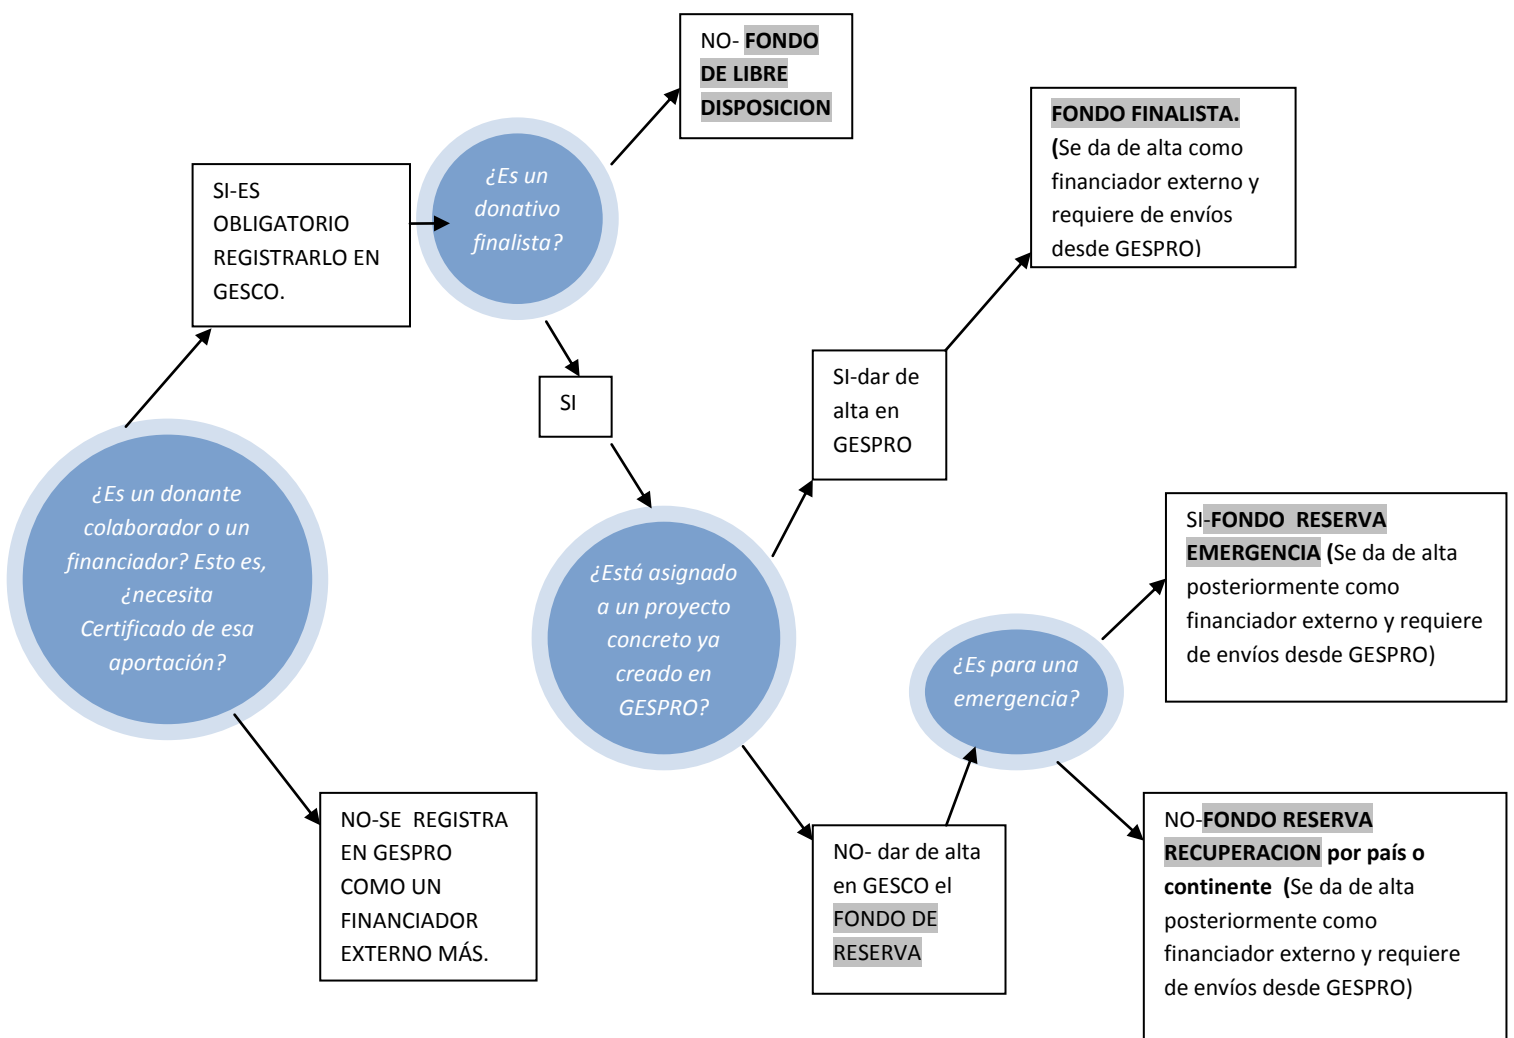 ¿Es un donante
colaborador o un
financiador? Esto es,
¿necesita
Certificado de esa
aportación?
SI-ES
OBLIGATORIO
REGISTRARLO EN
GESCO.
NO-SE REGISTRA
EN GESPRO
COMO UN
FINANCIADOR
EXTERNO MÁS.
¿Es un
donativo
finalista?
NO- FONDO
DE LIBRE
DISPOSICION
SI
¿Está asignado
a un proyecto
concreto ya
creado en
GESPRO?
SI-dar de
alta en
GESPRO
FONDO FINALISTA.
(Se da de alta como
financiador externo y
requiere de envíos
desde GESPRO)
NO- dar de alta
en GESCO el
FONDO DE
RESERVA
¿Es para una
emergencia?
SI-FONDO RESERVA
EMERGENCIA (Se da de alta
posteriormente como
financiador externo y requiere
de envíos desde GESPRO)
NO-FONDO RESERVA
RECUPERACION por país o
continente (Se da de alta
posteriormente como
financiador externo y requiere
de envíos desde GESPRO)